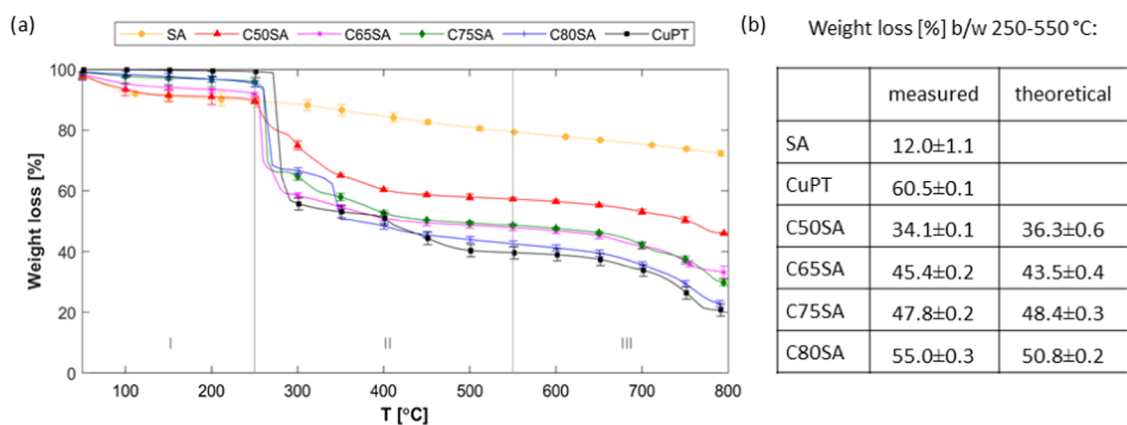 (a)
SA C50SA C65SA C75SA C80SA CuPT
Weight loss [%]
100
80
60
40
20
0
I II III
100 200 300 400 500 600 700 800
T [°C]
(b) Weight loss [%] b/w 250-550 °C:
measured theoretical
SA 12.0±1.1
CuPT 60.5±0.1
C50SA 34.1±0.1 36.3±0.6
C65SA 45.4±0.2 43.5±0.4
C75SA 47.8±0.2 48.4±0.3
C80SA 55.0±0.3 50.8±0.2